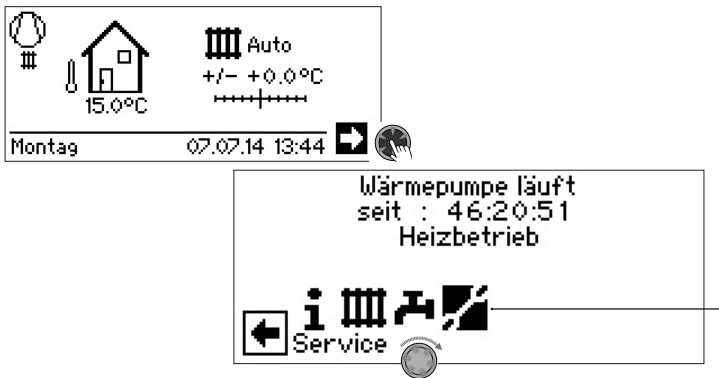 Auto
+/- +0.0°C
15.0°C
Montag 07.07.14 13:44
Wärmepumpe läuft
seit : 46:20:51
Heizbetrieb
Service